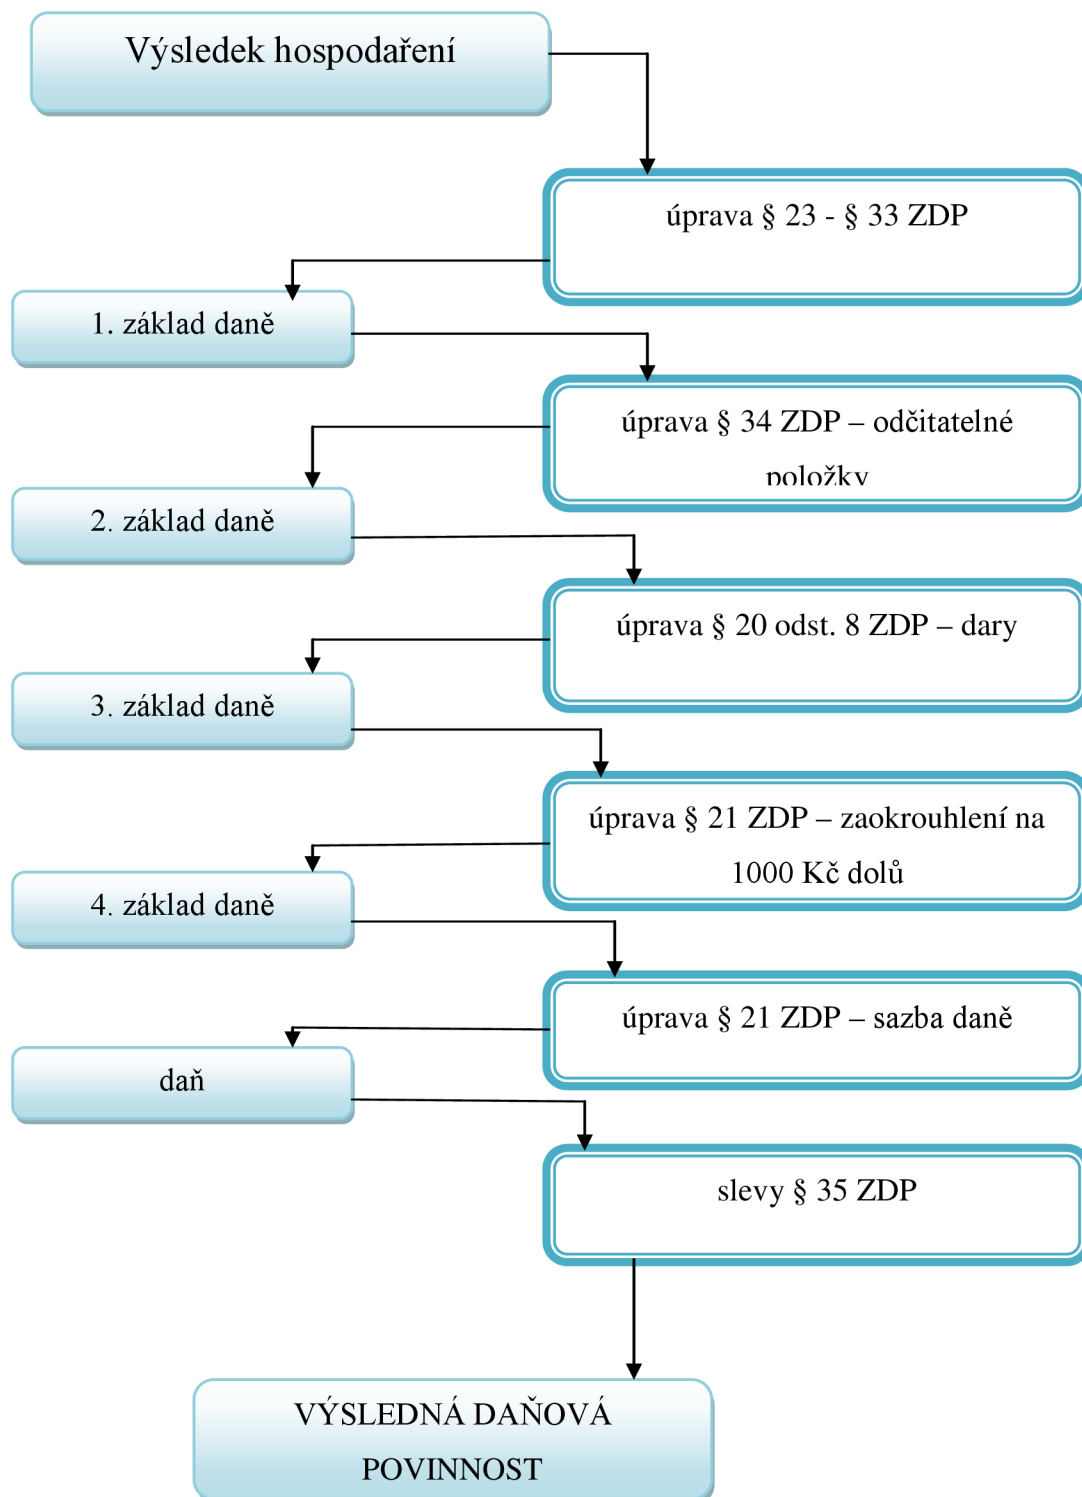 Výsledek hospodaření
úprava § 23 - § 33 ZDP
1. základ daně
úprava § 34 ZDP – odčitatelné
položky
2. základ daně
úprava § 20 odst. 8 ZDP – dary
3. základ daně
úprava § 21 ZDP – zaokrouhlení na
1000 Kč dolů
4. základ daně
úprava § 21 ZDP – sazba daně
daň
slevy § 35 ZDP
VÝSLEDNÁ DAŇOVÁ
POVINNOST